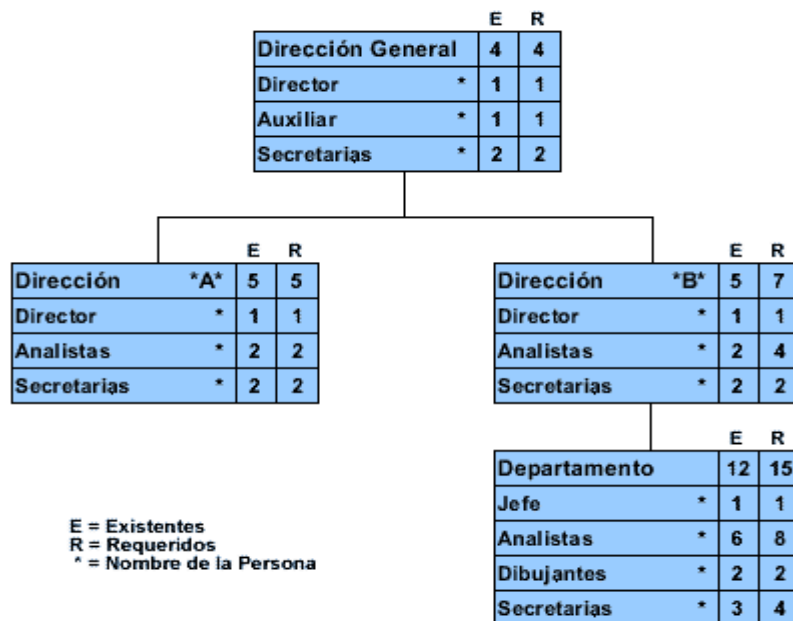 E R
Dirección General 4 4
Director * 1 1
Auxiliar * 1 1
Secretarias * 2 2
E R
Dirección *A* 5 5
Director * 1 1
Analistas * 2 2
Secretarias * 2 2
E R
Dirección *B* 5 7
Director * 1 1
Analistas * 2 4
Secretarias * 2 2
E R
Departamento 12 15
Jefe * 1 1
Analistas * 6 8
Dibujantes * 2 2
Secretarias * 3 4
E = Existentes
R = Requeridos
* = Nombre de la Persona